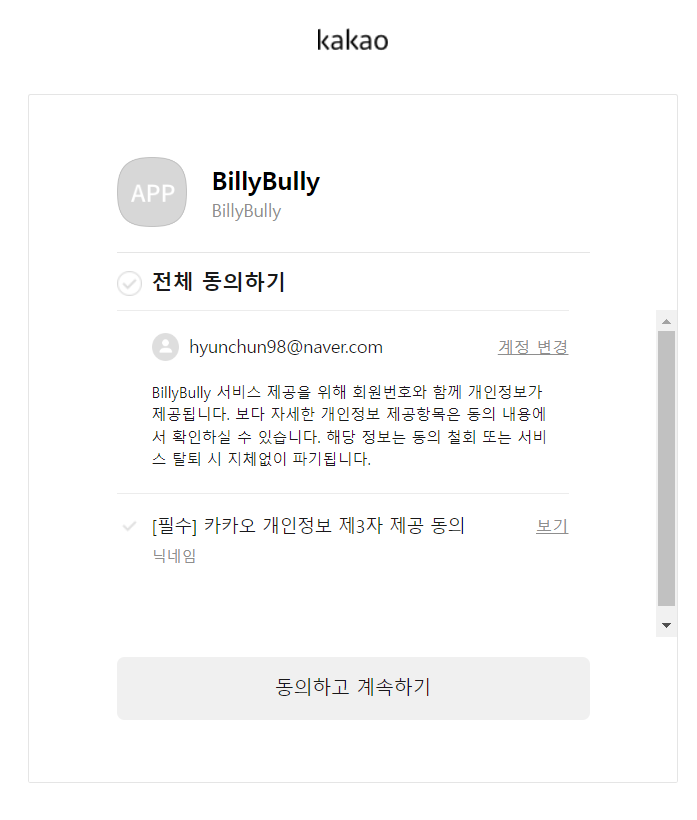 kakao
APP
BillyBully
BillyBully
전체 동의하기
hyunchun98@naver.com
계정 변경
BillyBully 서비스 제공을 위해 회원번호와 함께 개인정보가
제공됩니다. 보다 자세한 개인정보 제공항목은 동의 내용에
서 확인하실 수 있습니다. 해당 정보는 동의 철회 또는 서비
스 탈퇴 시 지체없이 파기됩니다.
[필수] 카카오 개인정보 제3자 제공 동의
보기
닉네임
동의하고 계속하기